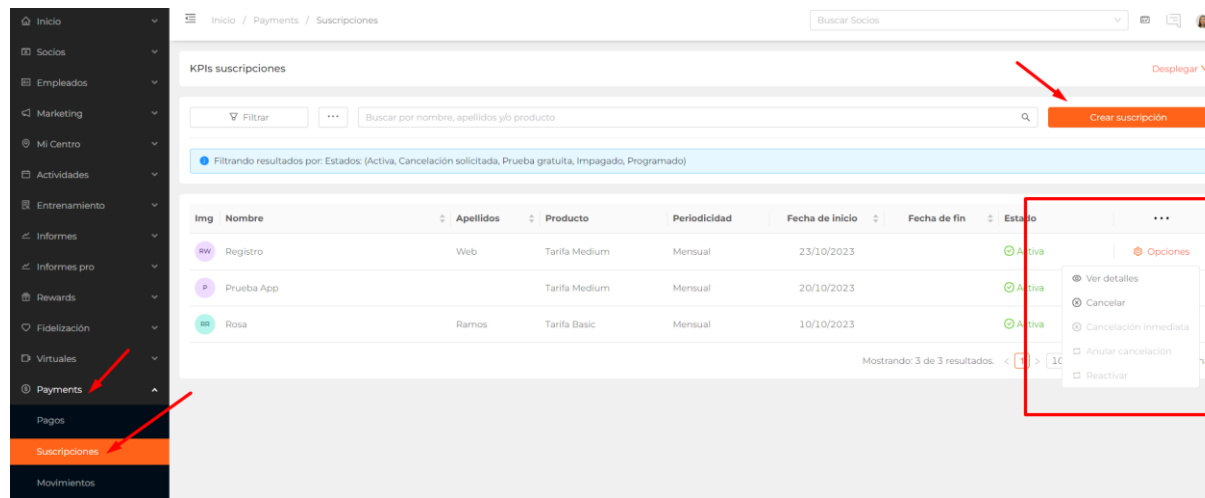 Inicio
Socios
Empleados
Marketing
Mi Centro
Actividades
Entrenamiento
Informes
Informes pro
Rewards
Fidelización
Virtuales
Payments
Pagos
Suscripciones
Movimientos
Inicio / Payments / Suscripciones
Buscar Socios
KPIs suscripciones
Desplegar
Filtrar
Buscar por nombre, apellidos y/o producto
Crear suscripción
Filtrando resultados por: Estados: (Activa, Cancelación solicitada, Prueba gratuita, Impagado, Programado)
Img Nombre Apellidos Producto Periodicidad Fecha de inicio Fecha de fin Estado ...
RW Registro Web Tarifa Medium Mensual 23/10/2023 Activa Opciones
P Prueba App Tarifa Medium Mensual 20/10/2023 Activa
RR Rosa Ramos Tarifa Basic Mensual 10/10/2023 Activa
Ver detalles
Cancelar
Cancelación inmediata
Anular cancelación
Reactivar
Mostrando: 3 de 3 resultados. < 1 >